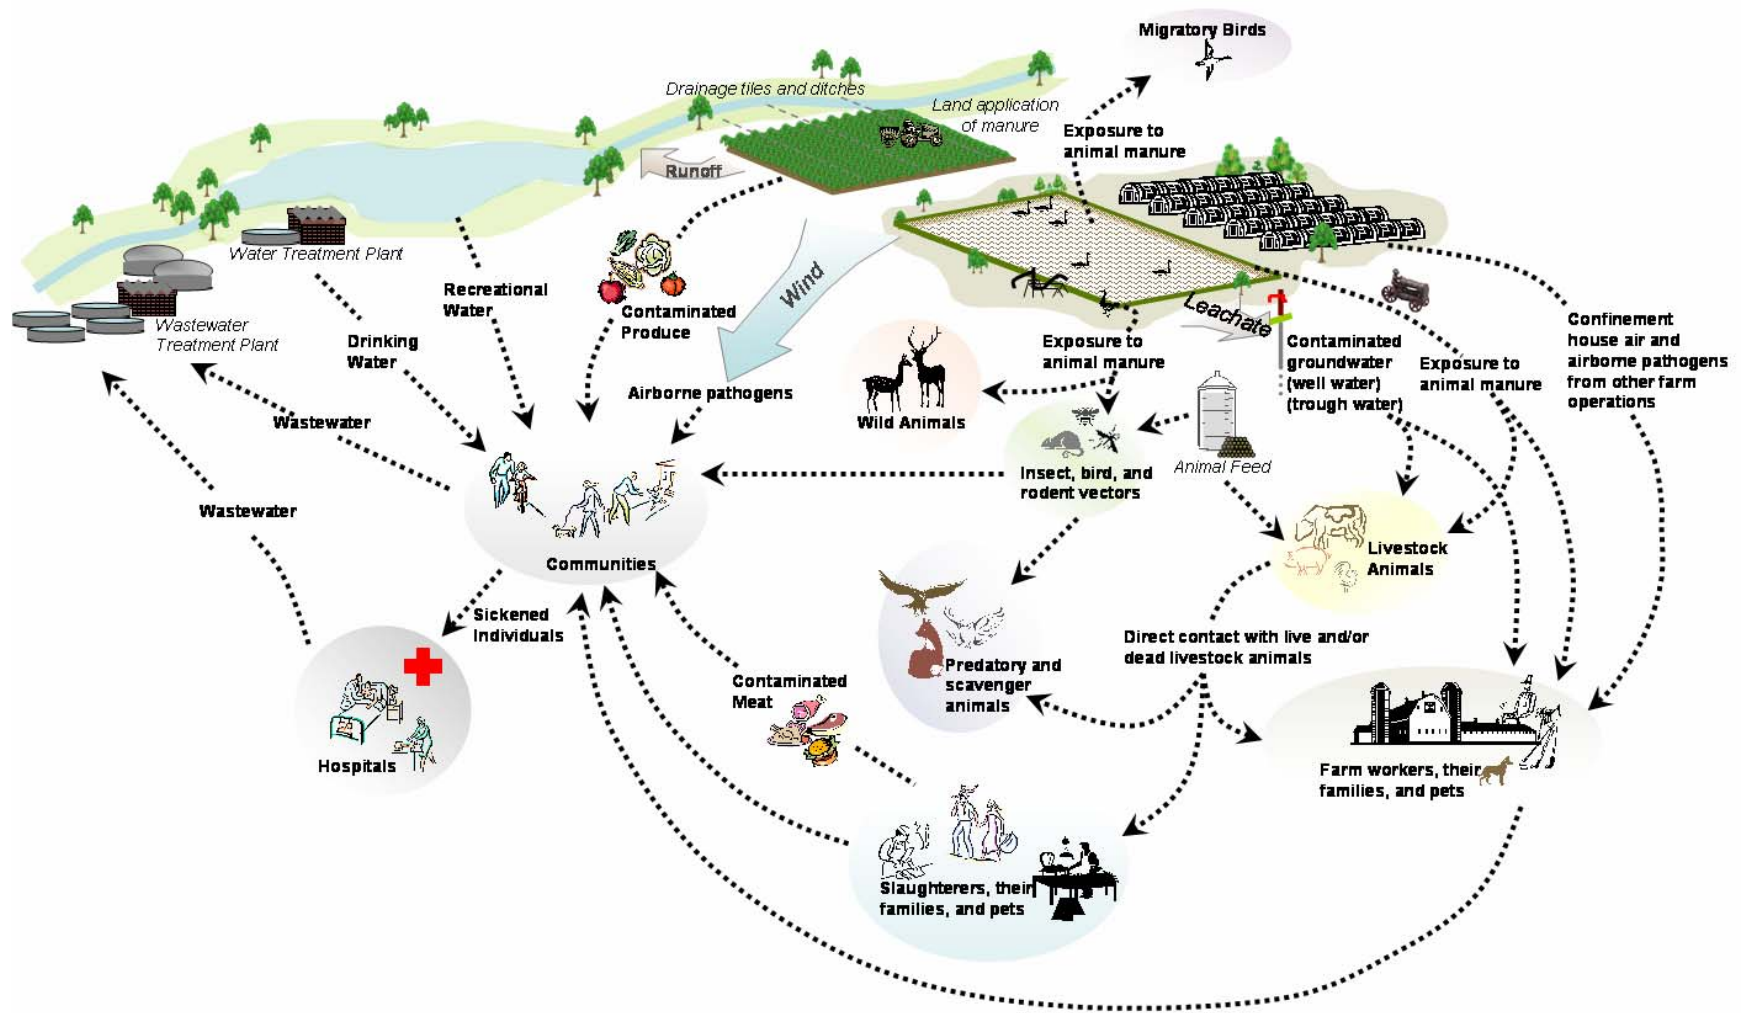 Migratory Birds
Drainage tiles and ditches
Land application
of manure
Exposure to
animal manure
Runoff
Water Treatment Plant
Wastewater
Treatment Plant
Recreational
Water
Drinking
Water
Contaminated
Produce
Wind
Airborne pathogens
Leachate
Exposure to
animal manure
Wild Animals
Contaminated
groundwater
(well water)
(trough water)
Exposure to
animal manure
Confinement
house air and
airborne pathogens
from other farm
operations
Wastewater
Insect, bird, and
rodent vectors
Animal Feed
Wastewater
Communities
Livestock
Animals
Sickened
Individuals
Direct contact with live and/or
dead livestock animals
Predatory and
scavenger
animals
Contaminated
Meat
Hospitals
Farm workers, their
families, and pets
Slaughterers, their
families, and pets